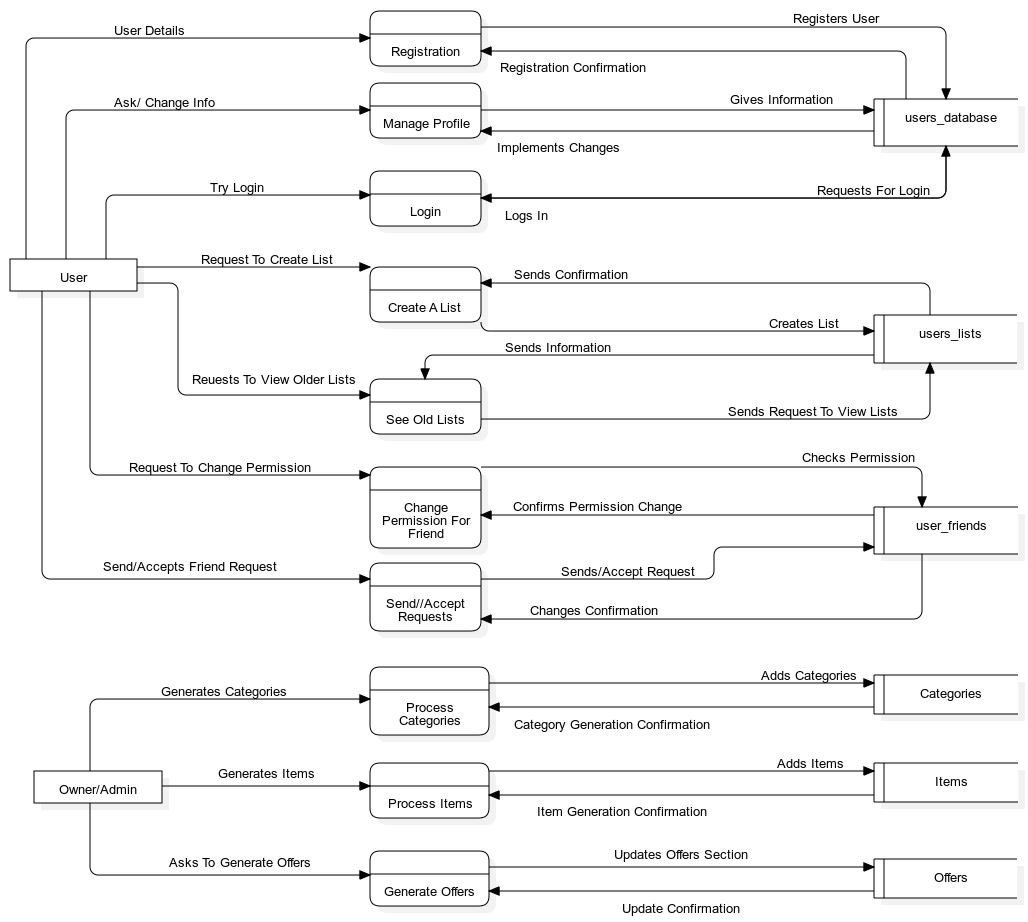 Registers User
User Details
Registration
Registration Confirmation
Ask/ Change Info
Gives Information
Manage Profile
users_database
Implements Changes
Try Login
Requests For Login
Login
Logs In
Request To Create List
User
Sends Confirmation
Create A List
Creates List
users_lists
Sends Information
Reuests To View Older Lists
See Old Lists
Sends Request To View Lists
Request To Change Permission
Checks Permission
Change
Permission For
Friend
Confirms Permission Change
user_friends
Send/Accepts Friend Request
Sends/Accept Request
Send//Accept
Requests
Changes Confirmation
Generates Categories
Adds Categories
Process
Categories
Categories
Category Generation Confirmation
Generates Items
Adds Items
Owner/Admin
Process Items
Items
Item Generation Confirmation
Asks To Generate Offers
Updates Offers Section
Generate Offers
Offers
Update Confirmation